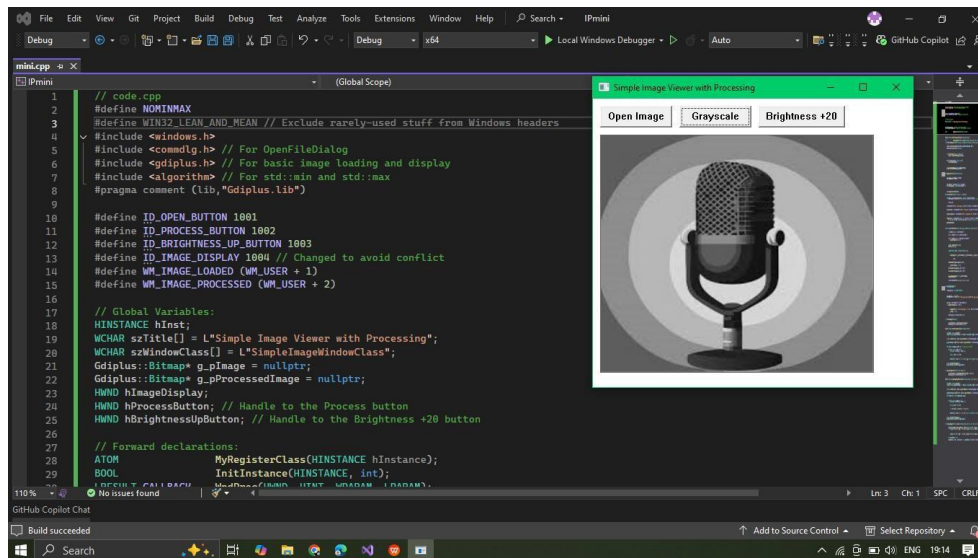 File Edit View Git Project Build Debug Test Analyze Tools Extensions Window Help Search IPmini
Debug Debug x64 Local Windows Debugger Auto GitHub Copilot
mini.cpp
IPmini (Global Scope)
1 // code.cpp
2 #define NOMINMAX
3 #define WIN32_LEAN_AND_MEAN // Exclude rarely-used stuff from Windows headers
4 #include <windows.h>
5 #include <commdlg.h> // For OpenFileDialog
6 #include <gdiplus.h> // For basic image loading and display
7 #include <algorithm> // For std::min and std::max
8 #pragma comment (lib,"Gdiplus.lib")
9
10 #define ID_OPEN_BUTTON 1001
11 #define ID_PROCESS_BUTTON 1002
12 #define ID_BRIGHTNESS_UP_BUTTON 1003
13 #define ID_IMAGE_DISPLAY 1004 // Changed to avoid conflict
14 #define WM_IMAGE_LOADED (WM_USER + 1)
15 #define WM_IMAGE_PROCESSED (WM_USER + 2)
16
17 // Global Variables:
18 HINSTANCE hInst;
19 WCHAR szTitle[] = L"Simple Image Viewer with Processing";
20 WCHAR szWindowClass[] = L"SimpleImageWindowClass";
21 Gdiplus::Bitmap* g_pImage = nullptr;
22 Gdiplus::Bitmap* g_pProcessedImage = nullptr;
23 HWND hImageDisplay;
24 HWND hProcessButton; // Handle to the Process button
25 HWND hBrightnessUpButton; // Handle to the Brightness +20 button
26
27 // Forward declarations:
28 ATOM MyRegisterClass(HINSTANCE hInstance);
29 BOOL InitInstance(HINSTANCE, int);
Simple Image Viewer with Processing
Open Image Grayscale Brightness +20
110 % No issues found Ln: 3 Ch: 1 SPC CRLF
GitHub Copilot Chat
Build succeeded Add to Source Control Select Repository
Search ENG 19:14